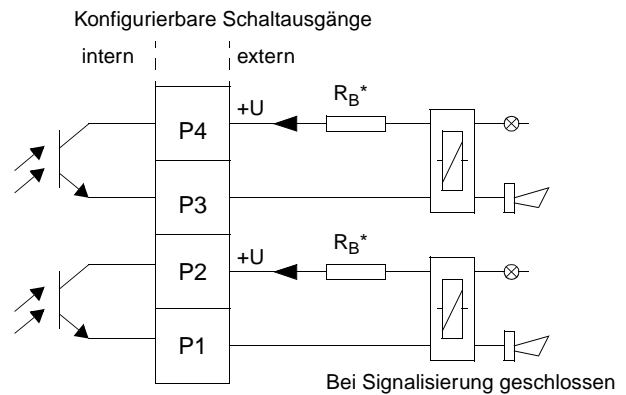 Konfigurierbare Schaltausgänge
intern extern
P4 +U R_B*
P3
P2 +U R_B*
P1
Bei Signalisierung geschlossen